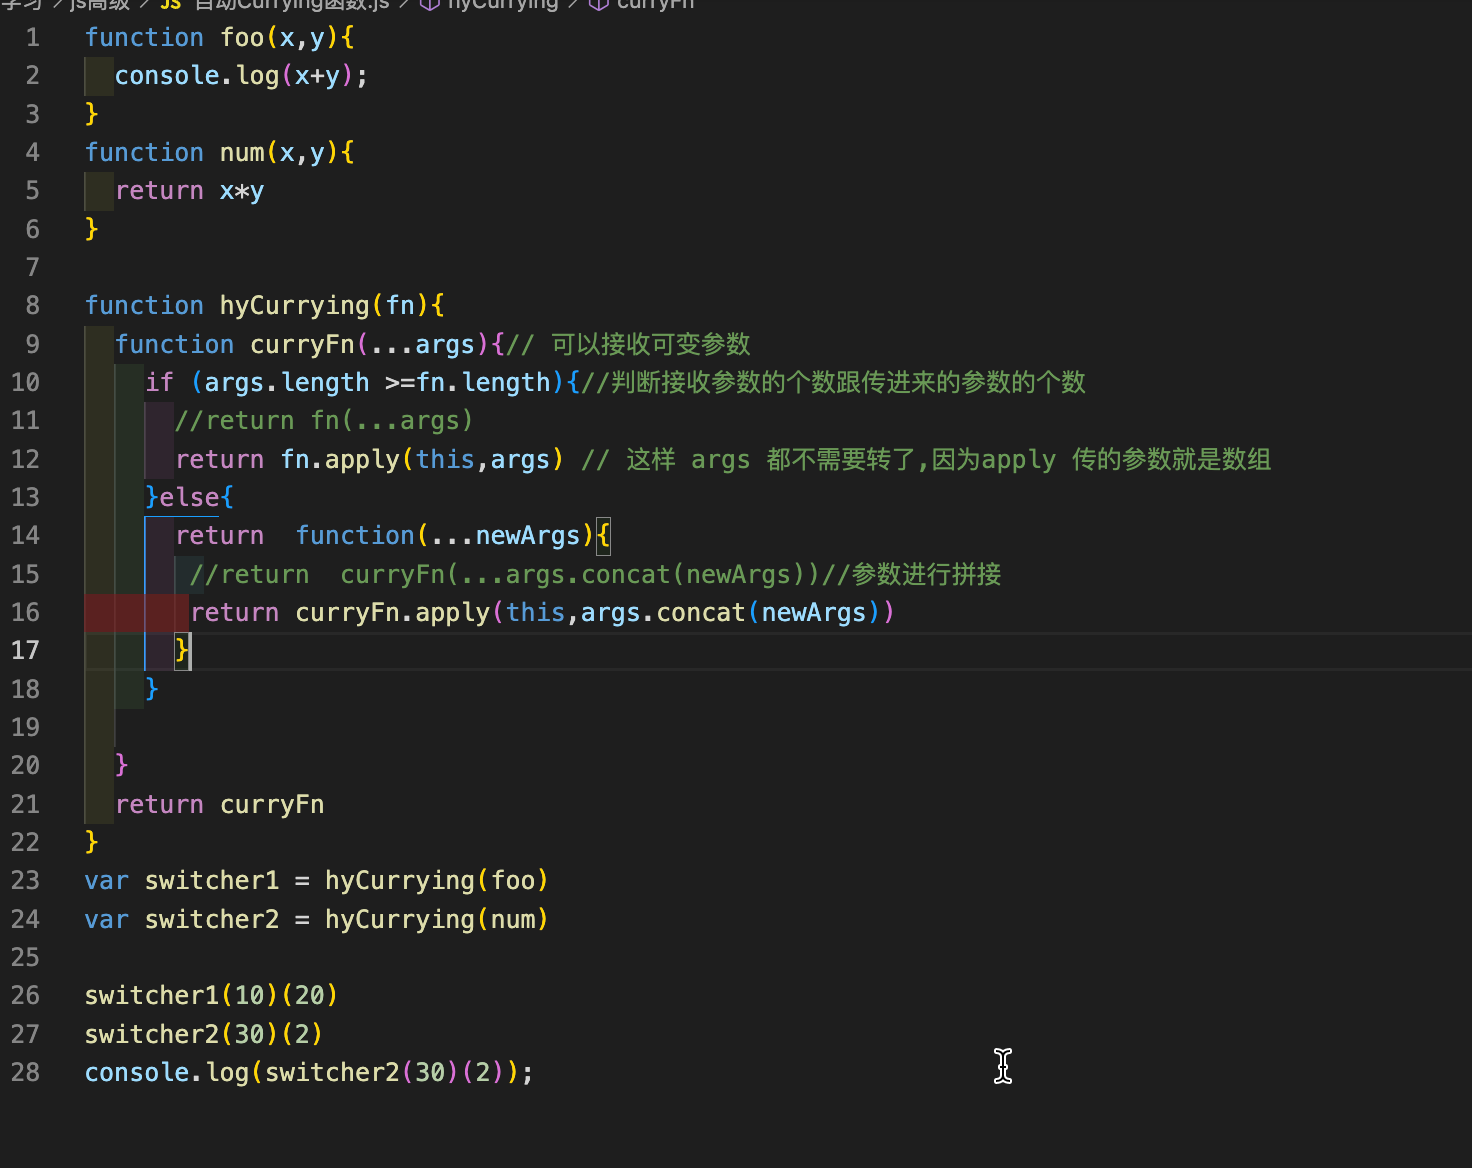 学习 > js高级 > JS 自动Currying函数.js > hyCurrying > curryFn
1 function foo(x,y){
2 console.log(x+y);
3 }
4 function num(x,y){
5 return x*y
6 }
7
8 function hyCurrying(fn){
9 function curryFn(...args){// 可以接收可变参数
10 if (args.length >=fn.length){//判断接收参数的个数跟传进来的参数的个数
11 //return fn(...args)
12 return fn.apply(this,args) // 这样 args 都不需要转了,因为apply 传的参数就是数组
13 }else{
14 return  function(...newArgs){
15 //return  curryFn(...args.concat(newArgs))//参数进行拼接
16 return curryFn.apply(this,args.concat(newArgs))
17 }
18 }
19
20 }
21 return curryFn
22 }
23 var switcher1 = hyCurrying(foo)
24 var switcher2 = hyCurrying(num)
25
26 switcher1(10)(20)
27 switcher2(30)(2)
28 console.log(switcher2(30)(2));